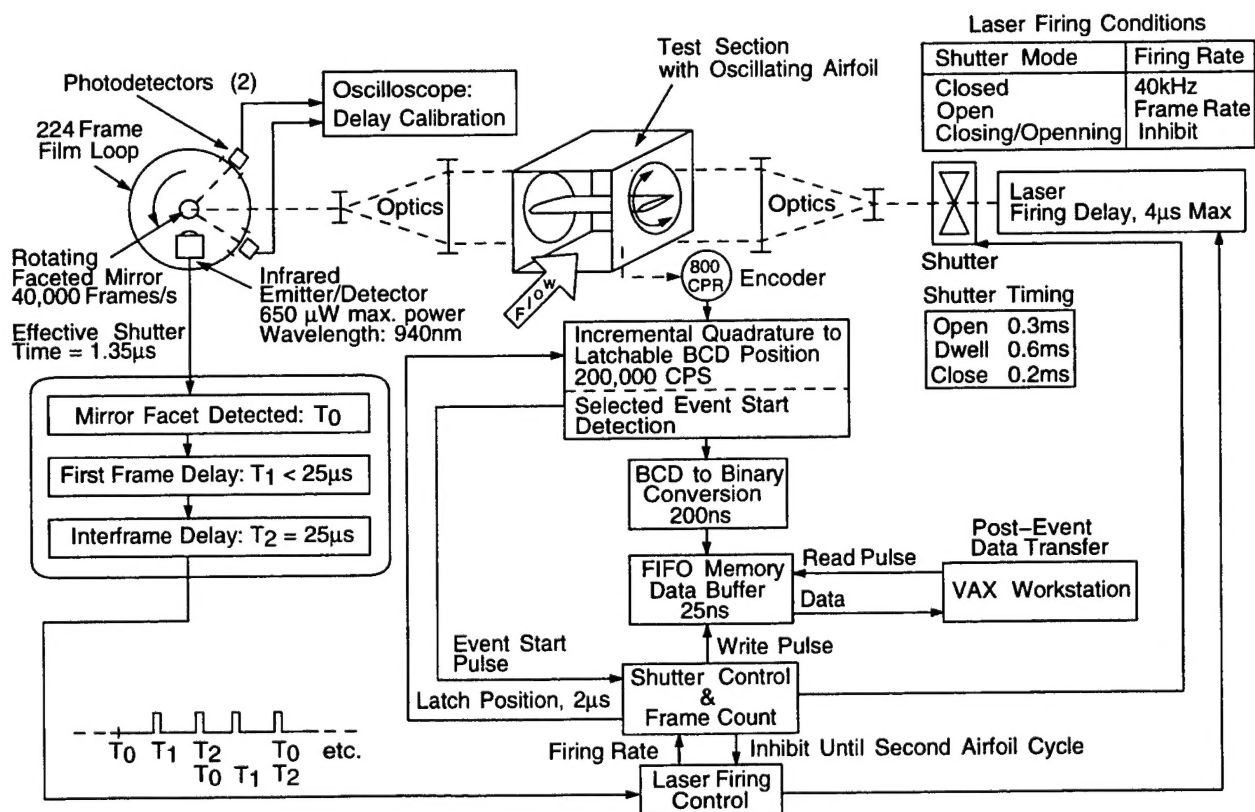 Laser Firing Conditions
Shutter Mode Firing Rate
Closed 40kHz
Open Frame Rate
Closing/Openning Inhibit
Test Section
with Oscillating Airfoil
Photodetectors (2)
Oscilloscope:
Delay Calibration
224 Frame
Film Loop
Optics
Optics
Laser
Firing Delay, 4µs Max
Shutter
Rotating
Faceted Mirror
40,000 Frames/s
Infrared
Emitter/Detector
650 µW max. power
Wavelength: 940nm
Flow
800
CPR
Encoder
Effective Shutter
Time = 1.35µs
Shutter Timing
Open 0.3ms
Dwell 0.6ms
Close 0.2ms
Incremental Quadrature to
Latchable BCD Position
200,000 CPS
Selected Event Start
Detection
Mirror Facet Detected: T0
First Frame Delay: T1 < 25µs
Interframe Delay: T2 = 25µs
BCD to Binary
Conversion
200ns
Post-Event
Data Transfer
FIFO Memory
Data Buffer
25ns
Read Pulse
Data
VAX Workstation
Write Pulse
Event Start
Pulse
Latch Position, 2µs
Shutter Control
&
Frame Count
Firing Rate
Inhibit Until Second Airfoil Cycle
Laser Firing
Control
T0 T1 T2 T0 etc.
T0 T1 T2